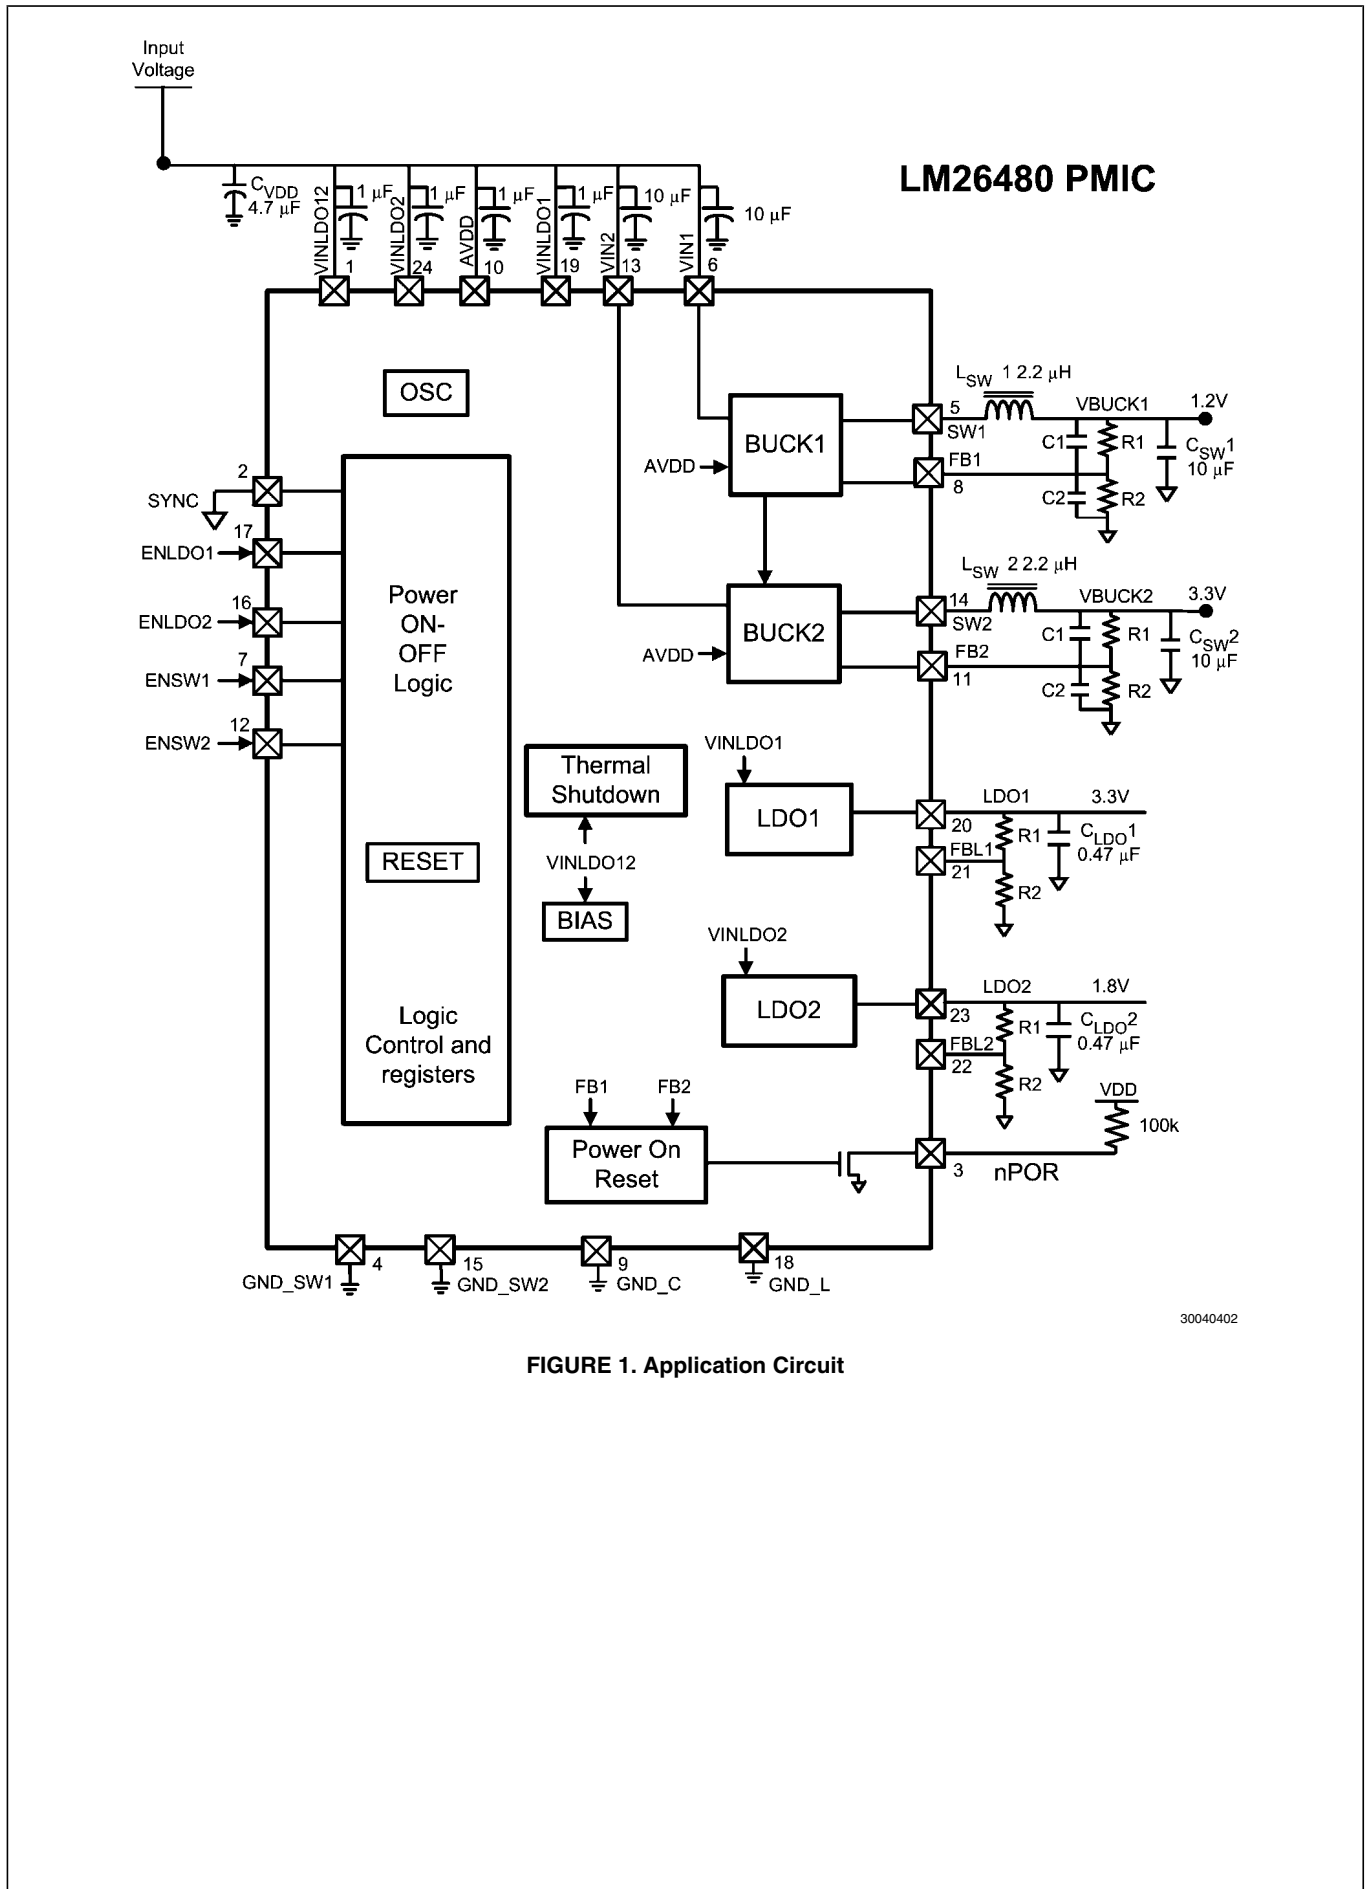 Input
Voltage
LM26480 PMIC
C_VDD
4.7 µF
VINLDO12
1 µF
1
VINLDO2
1 µF
24
AVDD
1 µF
10
VINLDO1
1 µF
19
VIN2
10 µF
13
VIN1
10 µF
6
OSC
2
SYNC
17
ENLDO1
16
ENLDO2
7
ENSW1
12
ENSW2
Power
ON-
OFF
Logic
RESET
Logic
Control and
registers
BUCK1
AVDD
BUCK2
AVDD
Thermal
Shutdown
VINLDO12
BIAS
VINLDO1
LDO1
VINLDO2
LDO2
FB1
FB2
Power On
Reset
L_SW 1 2.2 µH
5
SW1
VBUCK1
1.2V
FB1
8
C1
R1
C2
R2
C_SW1
10 µF
L_SW 2 2.2 µH
14
SW2
VBUCK2
3.3V
FB2
11
C1
R1
C2
R2
C_SW2
10 µF
LDO1
3.3V
20
R1
C_LDO1
0.47 µF
FBL1
21
R2
LDO2
1.8V
23
R1
C_LDO2
0.47 µF
FBL2
22
R2
VDD
100k
3
nPOR
GND_SW1
4
15
GND_SW2
9
GND_C
18
GND_L
30040402
FIGURE 1. Application Circuit